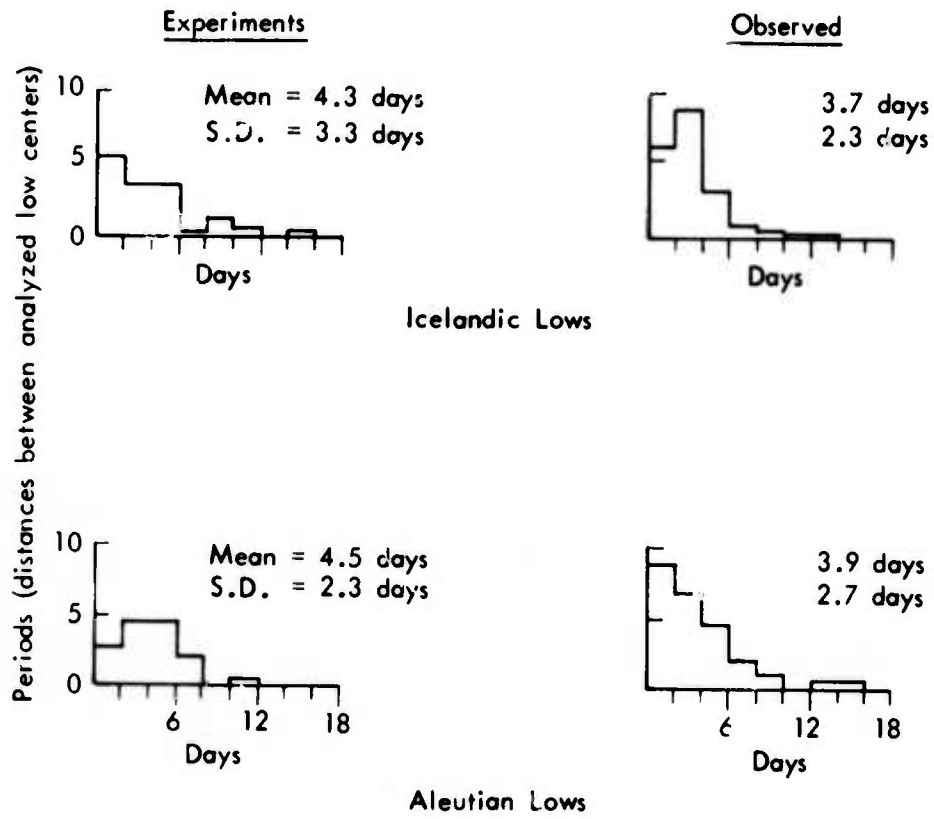 Experiments
Observed
Periods (distances between analyzed low centers)
10
5
0
Mean = 4.3 days
S.D. = 3.3 days
Days
3.7 days
2.3 days
Days
Icelandic Lows
10
5
0
Mean = 4.5 days
S.D. = 2.3 days
6 12 18
Days
3.9 days
2.7 days
6 12 18
Days
Aleutian Lows